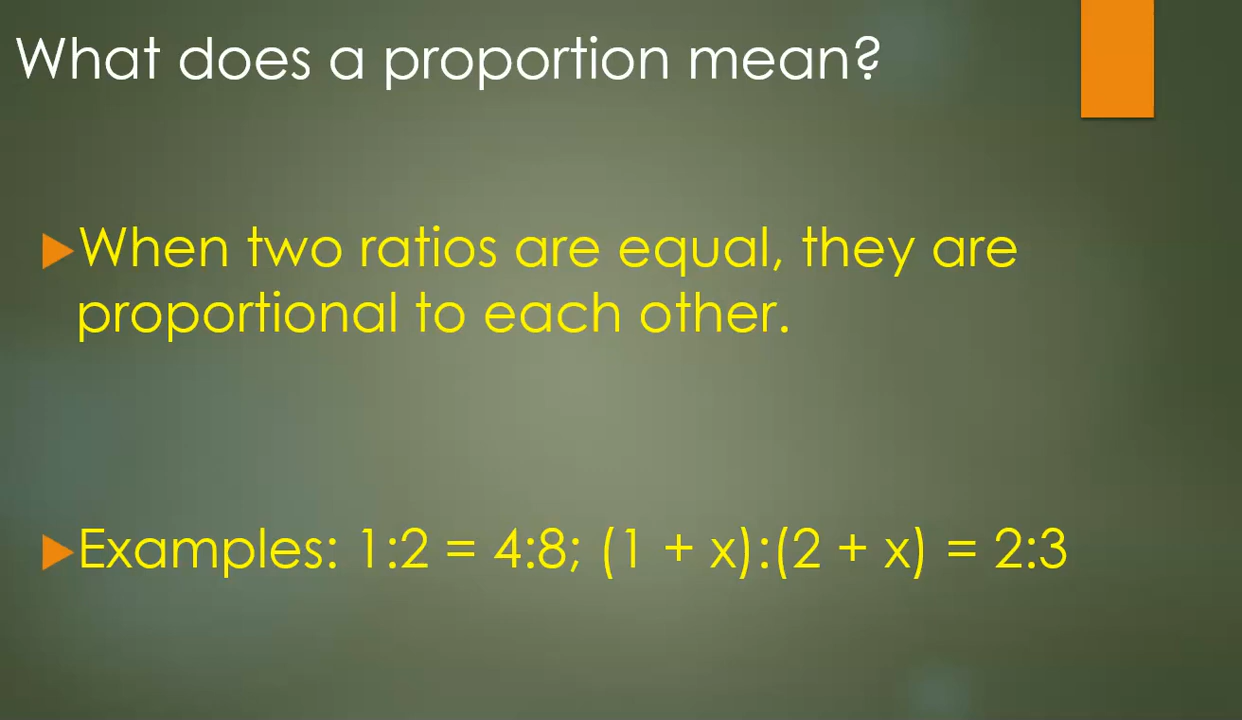 What does a proportion mean?
When two ratios are equal, they are
proportional to each other.
Examples: 1:2 = 4:8; (1 + x):(2 + x) = 2:3